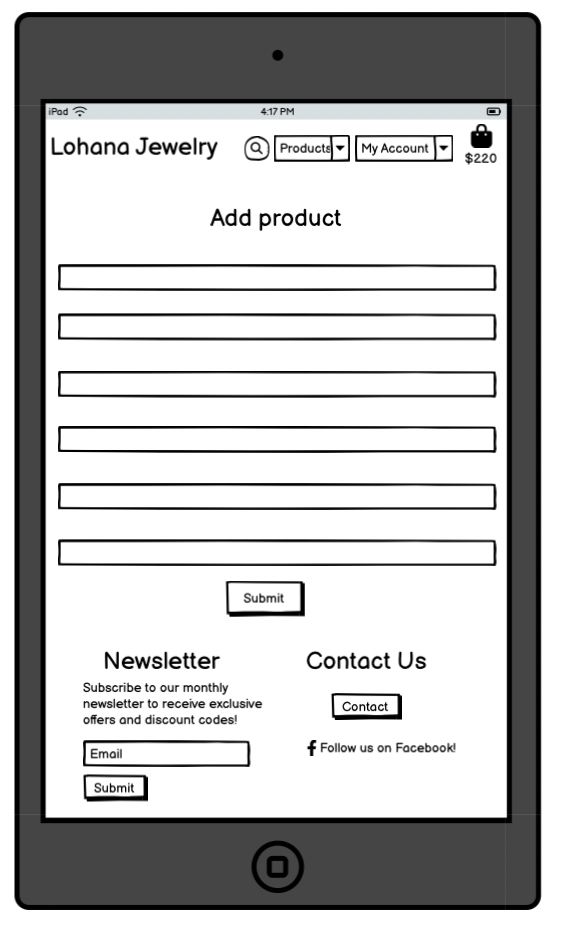 iPad 4:17 PM
Lohana Jewelry Products My Account
$220
Add product
Submit
Newsletter
Subscribe to our monthly
newsletter to receive exclusive
offers and discount codes!
Email
Submit
Contact Us
Contact
Follow us on Facebook!